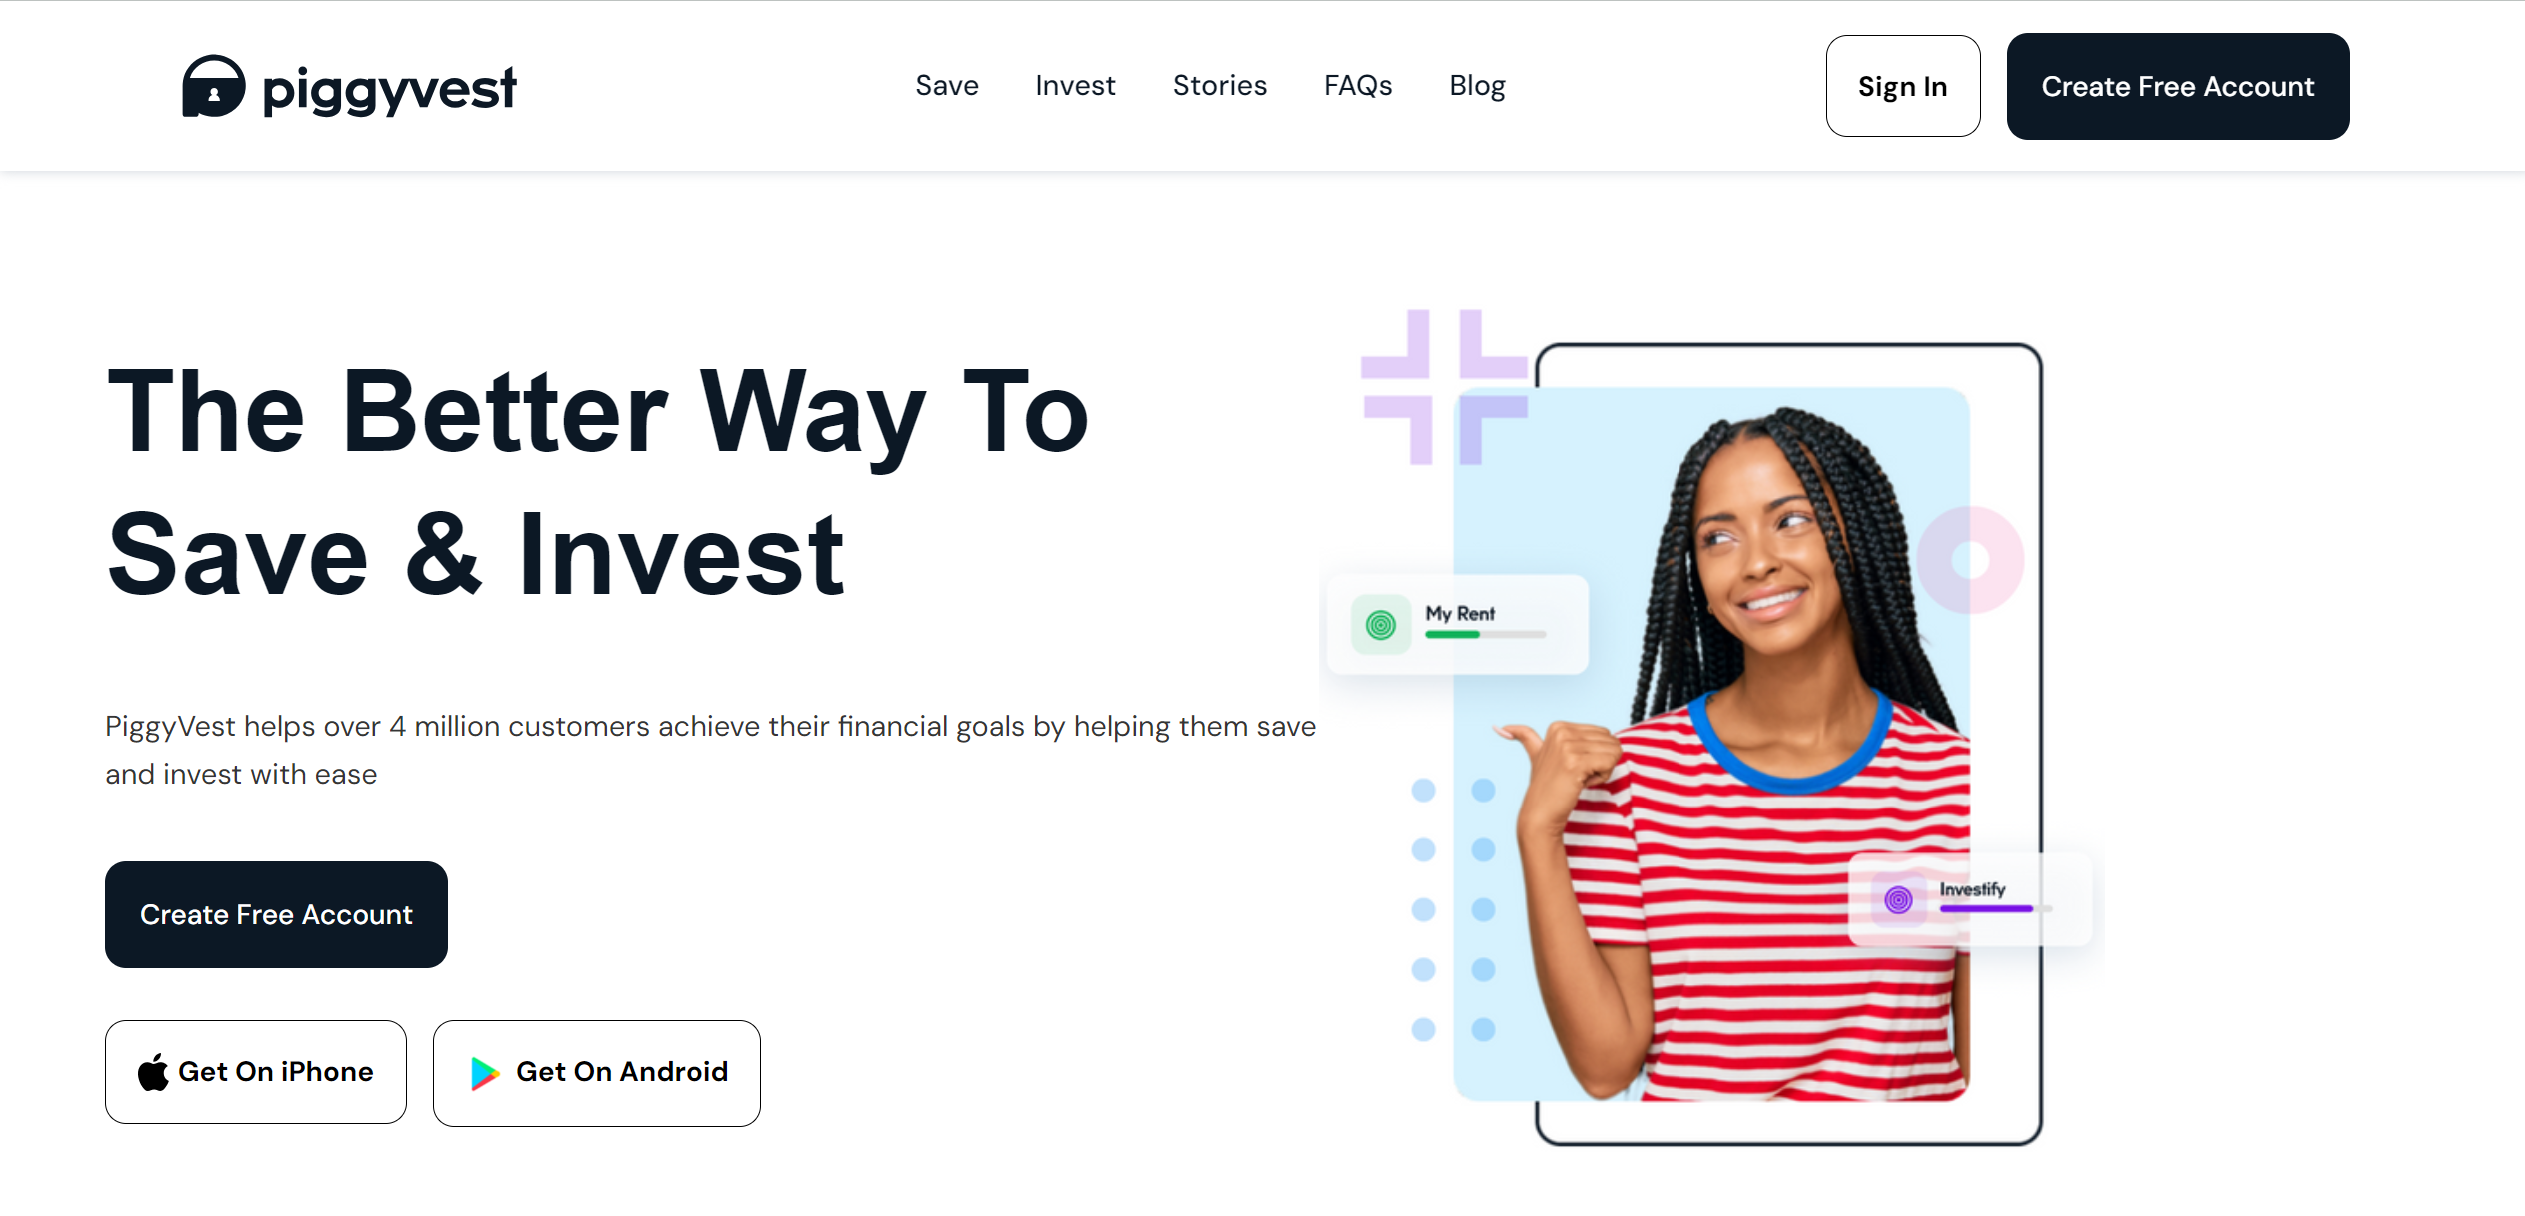 piggyvest
Save Invest Stories FAQs Blog
Sign In
Create Free Account
The Better Way To
Save & Invest
PiggyVest helps over 4 million customers achieve their financial goals by helping them save
and invest with ease
Create Free Account
Get On iPhone
Get On Android
My Rent
Investify